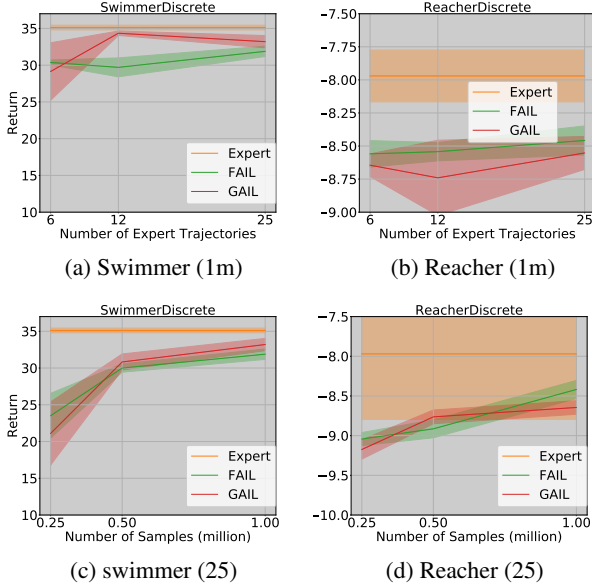 SwimmerDiscrete
35
30
25
20
15
10
Return
Expert
FAIL
GAIL
6
12
25
Number of Expert Trajectories
(a) Swimmer (1m)
ReacherDiscrete
−7.50
−7.75
−8.00
−8.25
−8.50
−8.75
−9.00
Expert
FAIL
GAIL
6
12
25
Number of Expert Trajectories
(b) Reacher (1m)
SwimmerDiscrete
35
30
25
20
15
10
Return
Expert
FAIL
GAIL
0.25
0.50
1.00
Number of Samples (million)
(c) swimmer (25)
ReacherDiscrete
−7.5
−8.0
−8.5
−9.0
−9.5
−10.0
Expert
FAIL
GAIL
0.25
0.50
1.00
Number of Samples (million)
(d) Reacher (25)